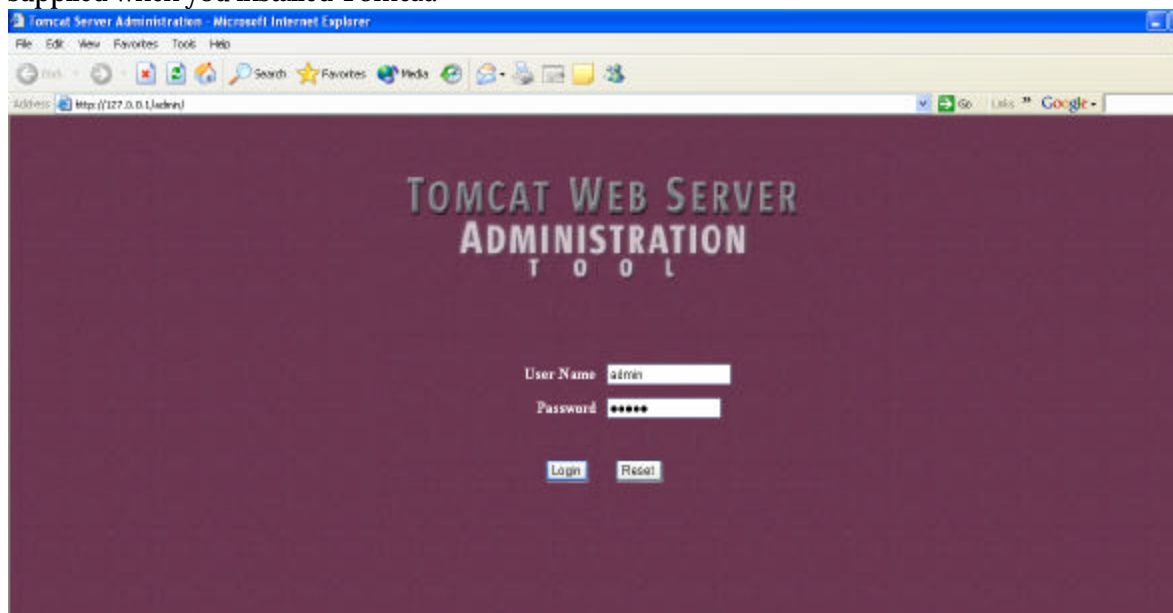 supplied when you installed Tomcat.
Tomcat Server Administration - Microsoft Internet Explorer
File Edit View Favorites Tools Help
Search Favorites Media
Address http://127.0.0.1/admin/ Go Links » Google
TOMCAT WEB SERVER
ADMINISTRATION
TOOL
User Name admin
Password •••••
Login Reset